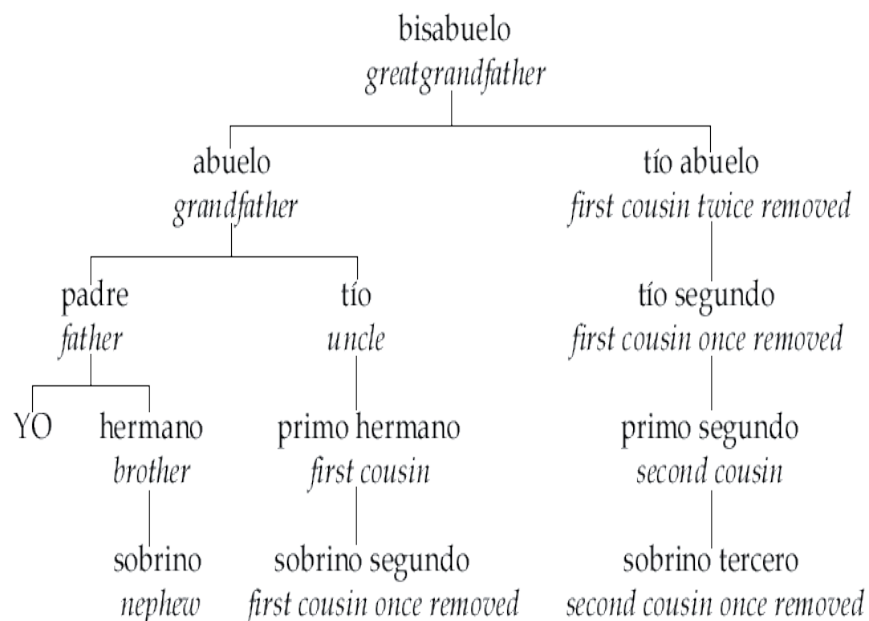 bisabuelo
greatgrandfather
abuelo
tío abuelo
grandfather
first cousin twice removed
padre
tío
tío segundo
father
uncle
first cousin once removed
YO
hermano
primo hermano
primo segundo
brother
first cousin
second cousin
sobrino
sobrino segundo
sobrino tercero
nephew
first cousin once removed
second cousin once removed